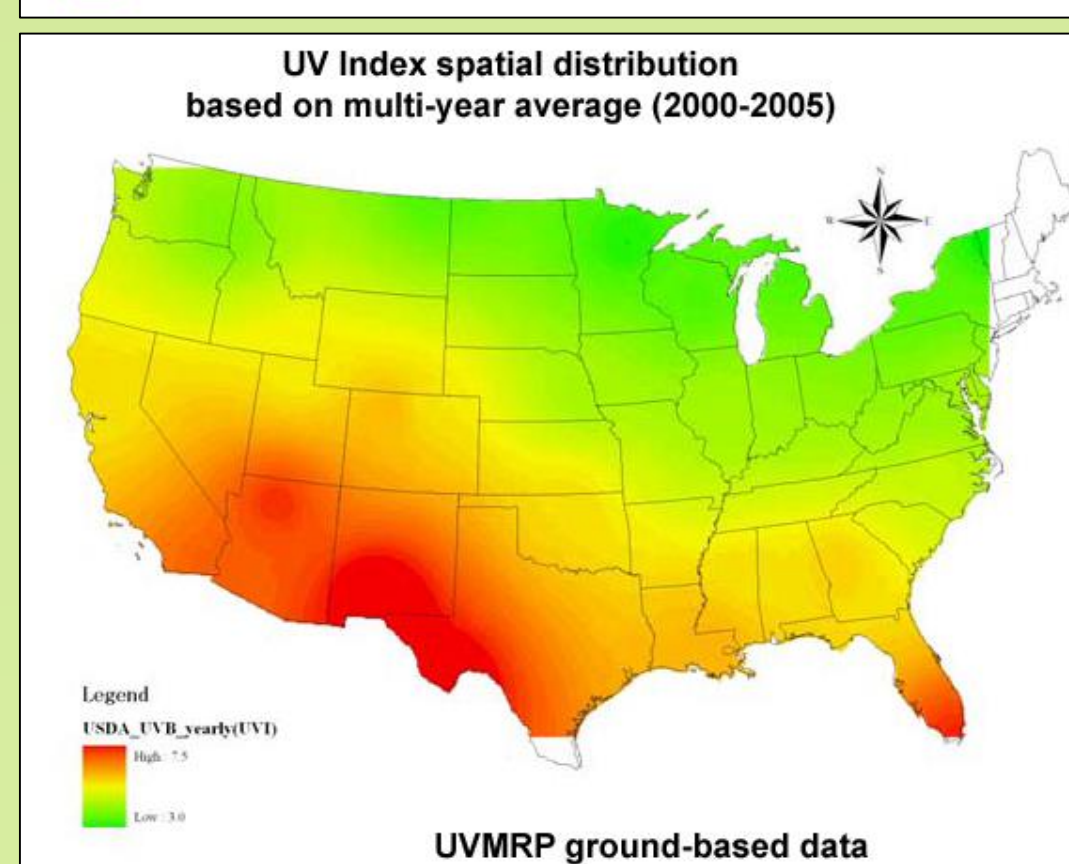 UV Index spatial distribution
based on multi-year average (2000-2005)
N
W
E
S
Legend
USDA_UVB_yearly(UVI)
High : 7.5
Low : 3.0
UVMRP ground-based data